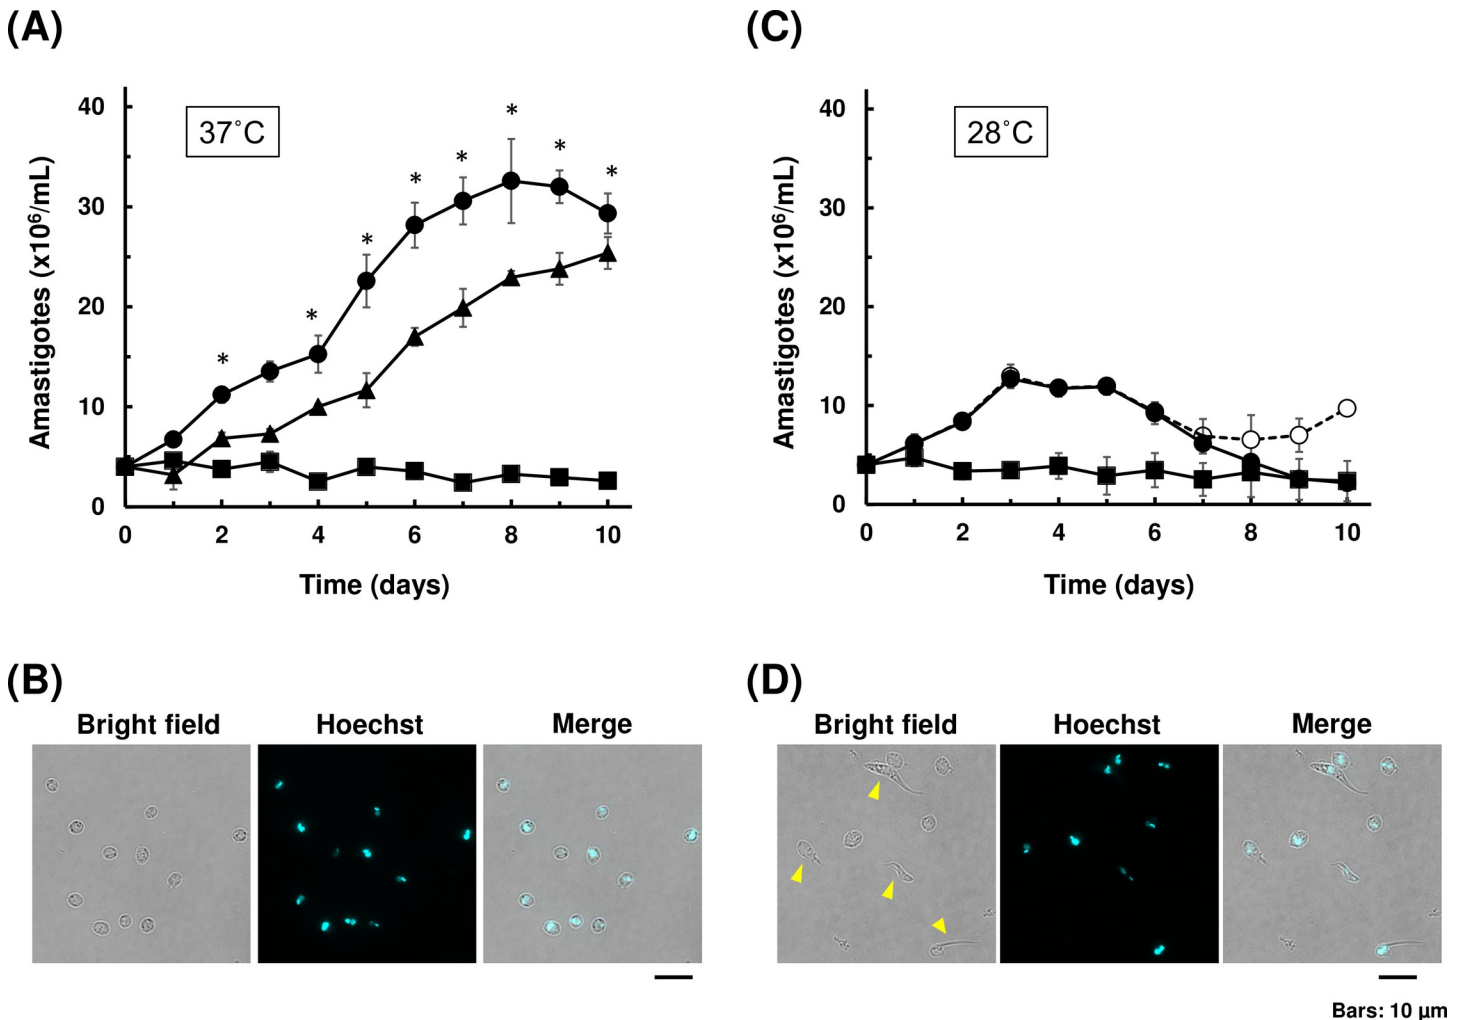 (A)
(C)
37˚C
28˚C
Amastigotes (x10⁶/mL)
40
30
20
10
0
* * * * * * * *
0 2 4 6 8 10
Time (days)
Amastigotes (x10⁶/mL)
40
30
20
10
0
0 2 4 6 8 10
Time (days)
(B)
Bright field Hoechst Merge
(D)
Bright field Hoechst Merge
Bars: 10 µm